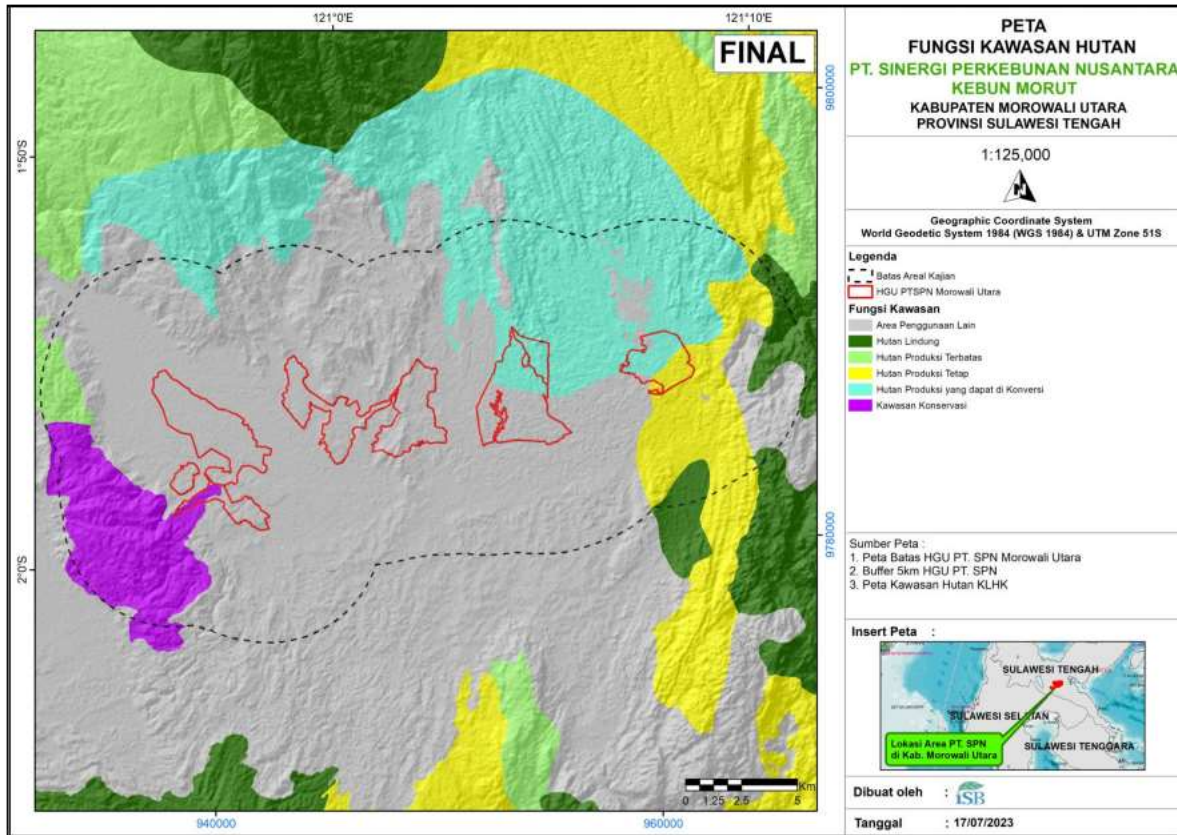 121°0'E
121°10'E
FINAL
1°50'S
2°0'S
9800000
9780000
940000
960000
0 1.25 2.5 5
Km
PETA
FUNGSI KAWASAN HUTAN
PT. SINERGI PERKEBUNAN NUSANTARA
KEBUN MORUT
KABUPATEN MOROWALI UTARA
PROVINSI SULAWESI TENGAH
1:125,000
Geographic Coordinate System
World Geodetic System 1984 (WGS 1984) & UTM Zone 51S
Legenda
Batas Areal Kajian
HGU PTSPN Morowali Utara
Fungsi Kawasan
Area Penggunaan Lain
Hutan Lindung
Hutan Produksi Terbatas
Hutan Produksi Tetap
Hutan Produksi yang dapat di Konversi
Kawasan Konservasi
Sumber Peta :
1. Peta Batas HGU PT. SPN Morowali Utara
2. Buffer 5km HGU PT. SPN
3. Peta Kawasan Hutan KLHK
Insert Peta :
SULAWESI TENGAH
SULAWESI SELATAN
SULAWESI TENGGARA
Lokasi Area PT. SPN
di Kab. Morowali Utara
Dibuat oleh : ISB
Tanggal : 17/07/2023